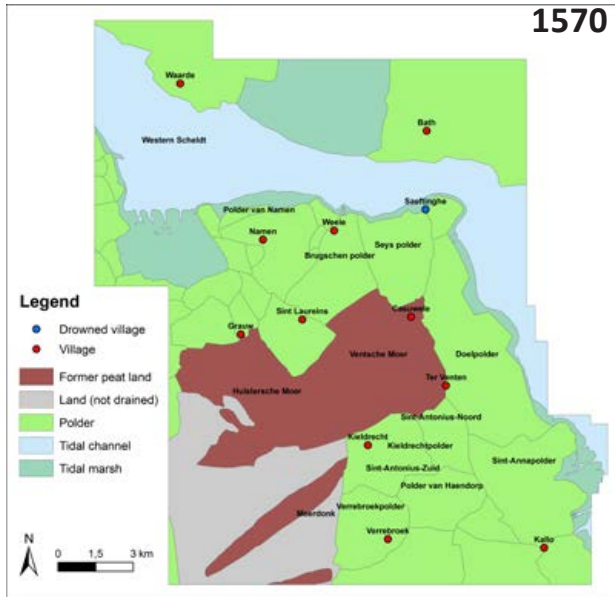 1570
Waarde
Bath
Western Scheldt
Saeftinghe
Polder van Namen
Weele
Namen
Seys polder
Brugschen polder
Legend
Drowned village
Village
Former peat land
Land (not drained)
Polder
Tidal channel
Tidal marsh
Sint Laureins
Casuwele
Grauw
Ventsche Moer
Doelpolder
Ter Venten
Hulstersche Moer
Sint-Antonius-Noord
Kieldrecht
Kieldrechtpolder
Sint-Annapolder
Sint-Antonius-Zuid
Polder van Haendorp
Meerdonk
Verrebroekpolder
Verrebroek
Kallo
N
0 1,5 3 km